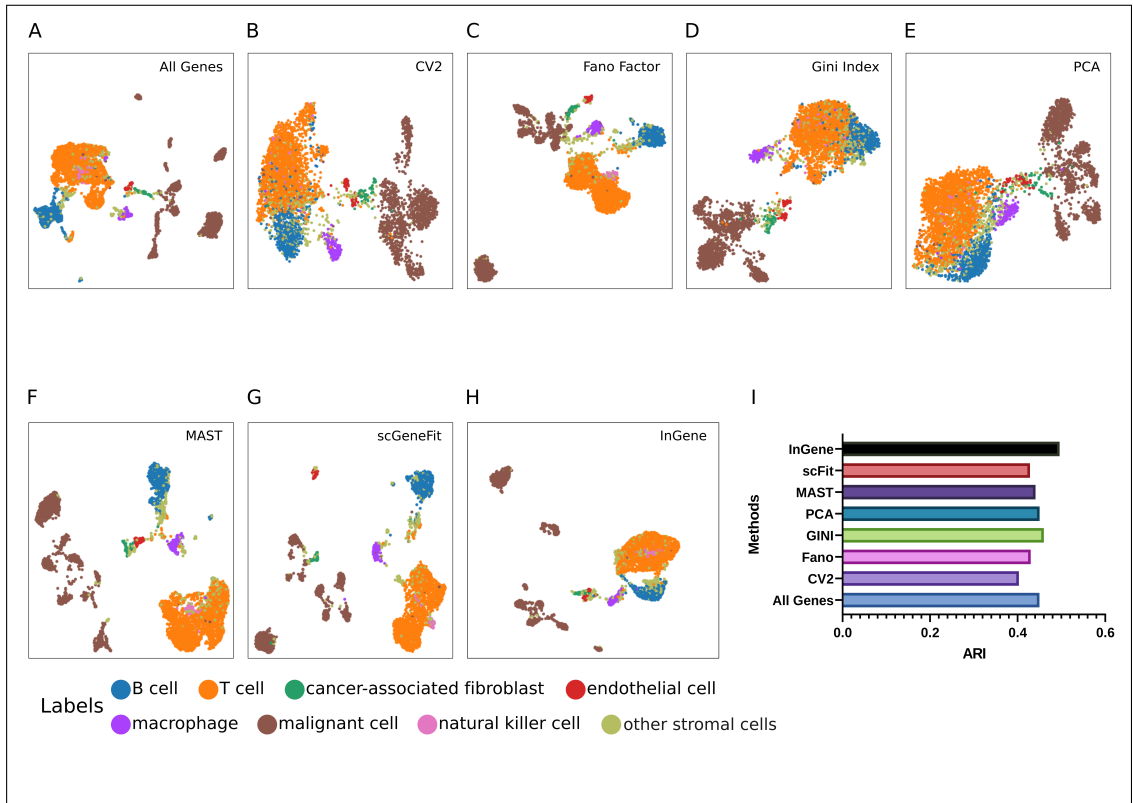 A B C D E
All Genes CV2 Fano Factor Gini Index PCA
F G H I
MAST scGeneFit InGene
InGene
scFit
MAST
PCA
GINI
Fano
CV2
All Genes
Methods
0.0 0.2 0.4 0.6
ARI
Labels
B cell T cell cancer-associated fibroblast endothelial cell
macrophage malignant cell natural killer cell other stromal cells